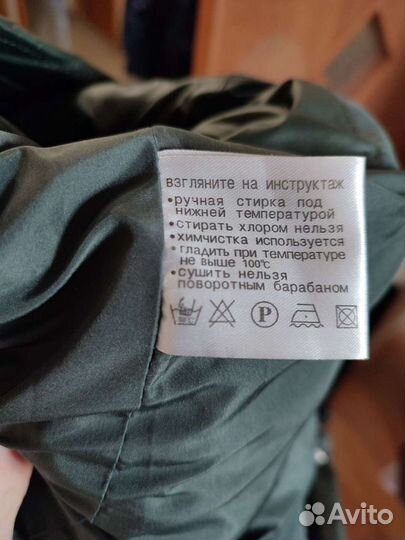 взгляните на инструктаж
•ручная стирка под
нижней температурой
•стирать хлором нельзя
•химчистка используется
•гладить при температуре
не выше 100°C
•сушить нельзя
поворотным барабаном
P
Avito